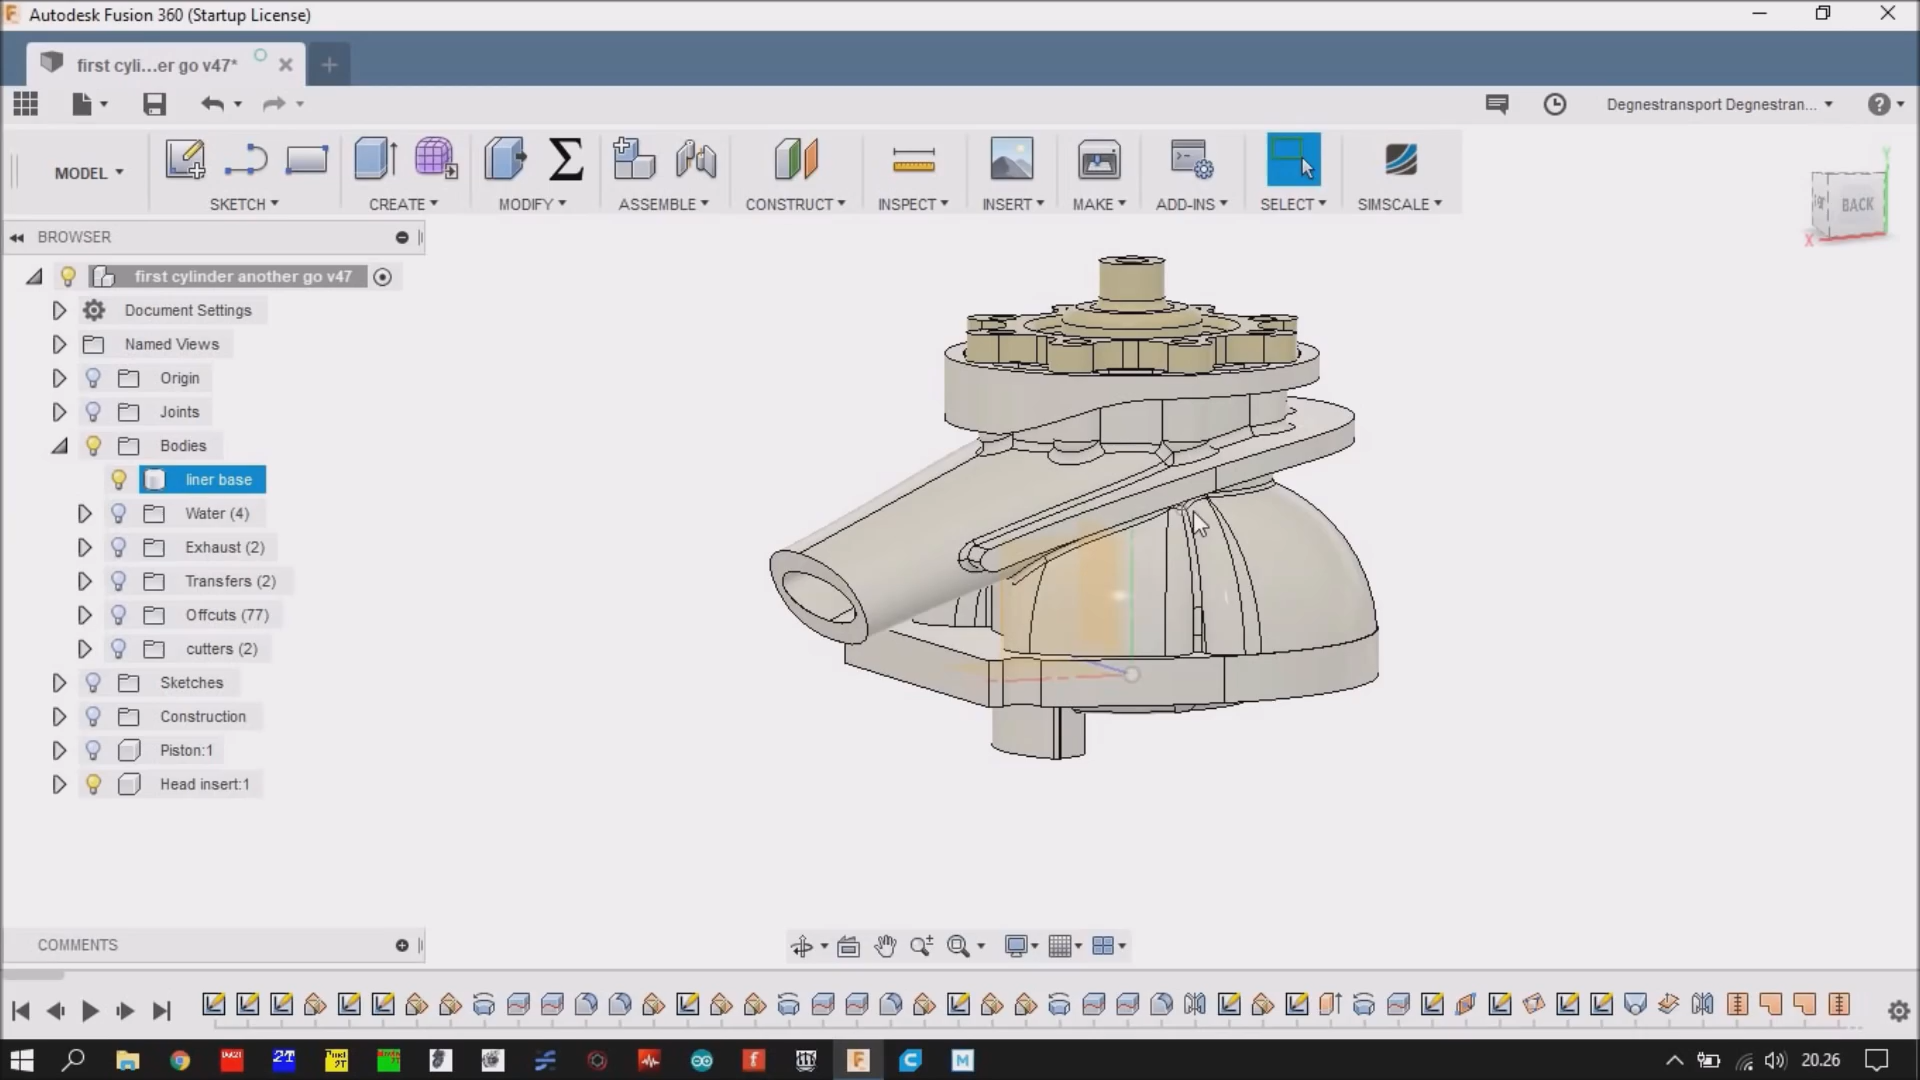 Autodesk Fusion 360 (Startup License)
first cyli...er go v47*
Degnestransport Degnestran...
MODEL
SKETCH
CREATE
MODIFY
ASSEMBLE
CONSTRUCT
INSPECT
INSERT
MAKE
ADD-INS
SELECT
SIMSCALE
BACK
X
Y
BROWSER
first cylinder another go v47
Document Settings
Named Views
Origin
Joints
Bodies
liner base
Water (4)
Exhaust (2)
Transfers (2)
Offcuts (77)
cutters (2)
Sketches
Construction
Piston:1
Head insert:1
COMMENTS
2T
20.26